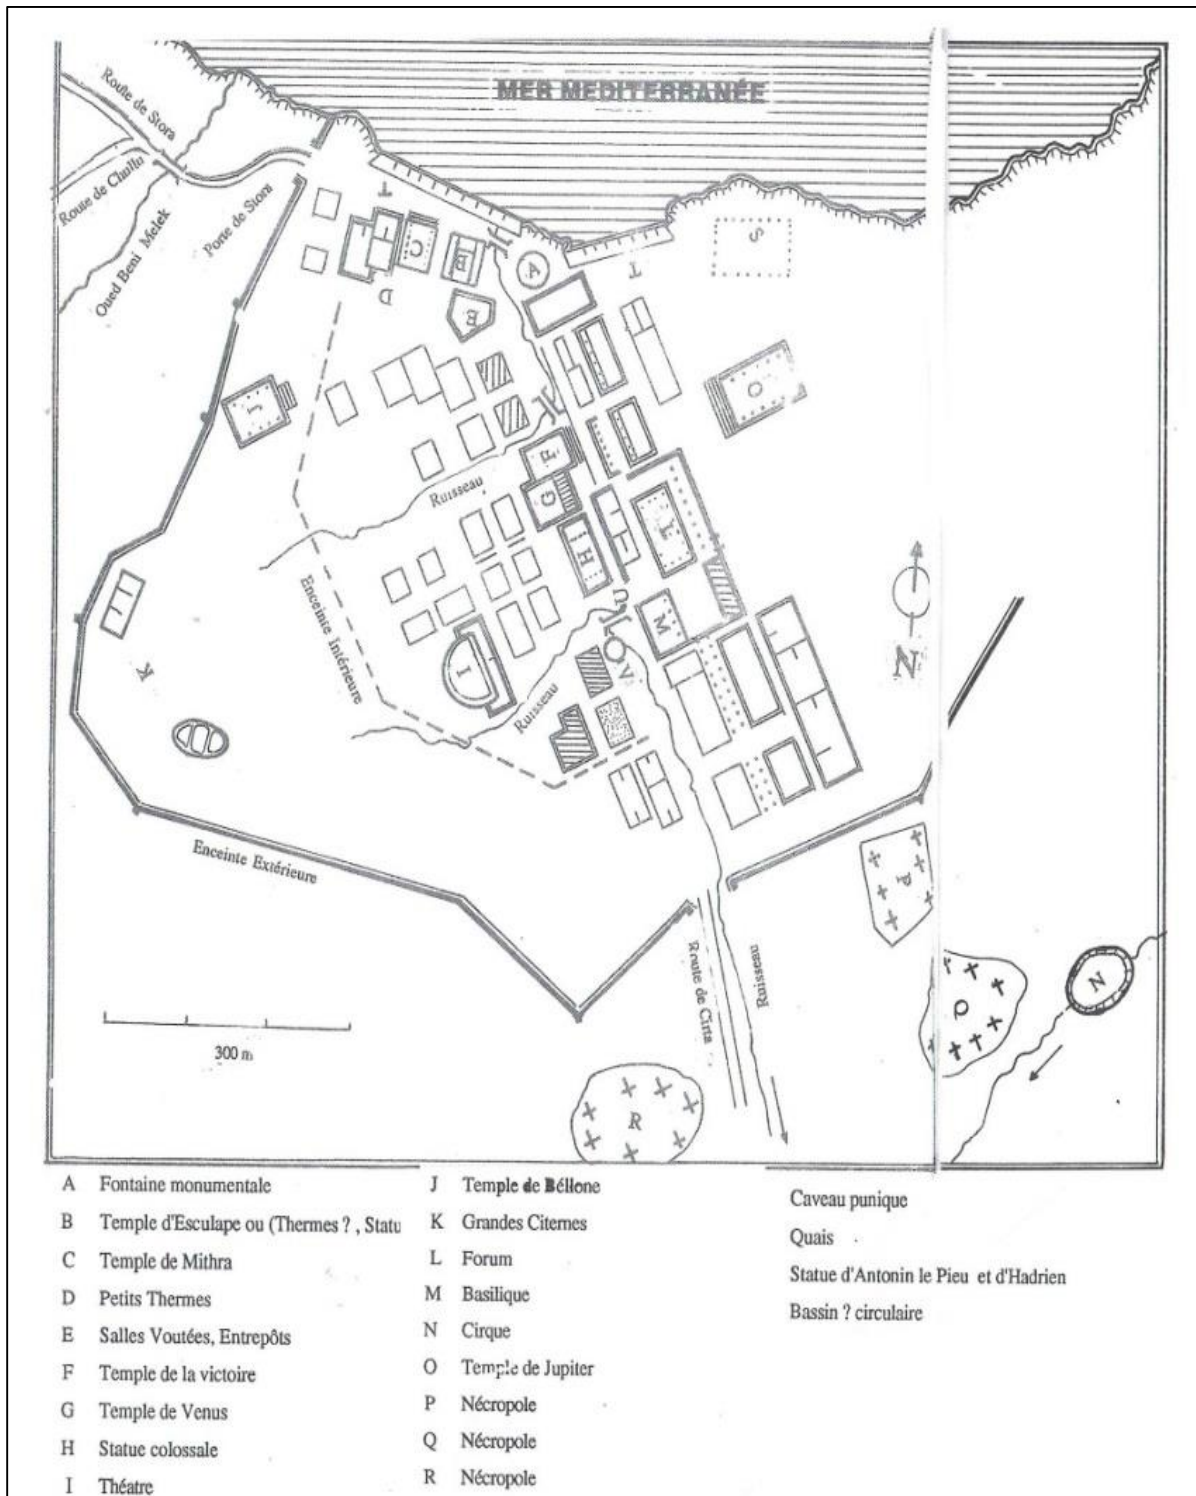 MER MEDITERRANÉE
Route de Stora
Route de Chullu
Oued Beni Melek
Porte de Stora
T
A
B
C
D
E
S
T
J
O
F
G
Ruisseau
H
L
U
M
V
I
Enceinte Intérieure
Ruisseau
K
N
Enceinte Extérieure
P
Q
N
Route de Cirta
Ruisseau
R
300 m
A Fontaine monumentale
B Temple d'Esculape ou (Thermes ? , Statu
C Temple de Mithra
D Petits Thermes
E Salles Voutées, Entrepôts
F Temple de la victoire
G Temple de Venus
H Statue colossale
I Théatre
J Temple de Béllone
K Grandes Citernes
L Forum
M Basilique
N Cirque
O Temple de Jupiter
P Nécropole
Q Nécropole
R Nécropole
Caveau punique
Quais
Statue d'Antonin le Pieu et d'Hadrien
Bassin ? circulaire